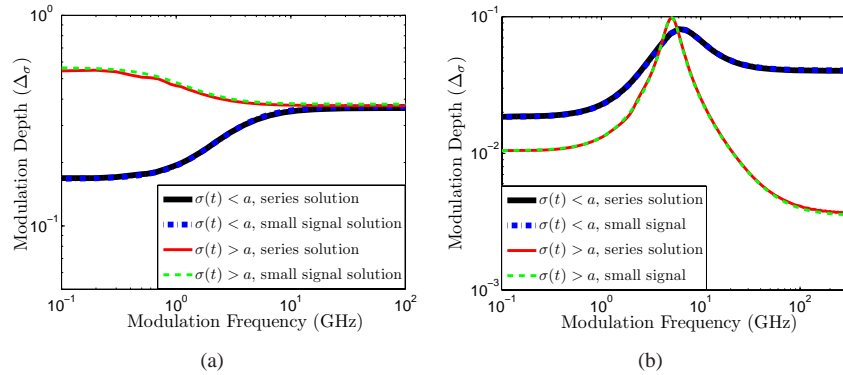 10^0
10^-1
Modulation Depth (Δ_σ)
σ(t) < a, series solution
σ(t) < a, small signal solution
σ(t) > a, series solution
σ(t) > a, small signal solution
10^-1 10^0 10^1 10^2
Modulation Frequency (GHz)
(a)
10^-1
10^-2
10^-3
Modulation Depth (Δ_σ)
σ(t) < a, series solution
σ(t) < a, small signal
σ(t) > a, series solution
σ(t) > a, small signal
10^-1 10^0 10^1 10^2
Modulation Frequency (GHz)
(b)